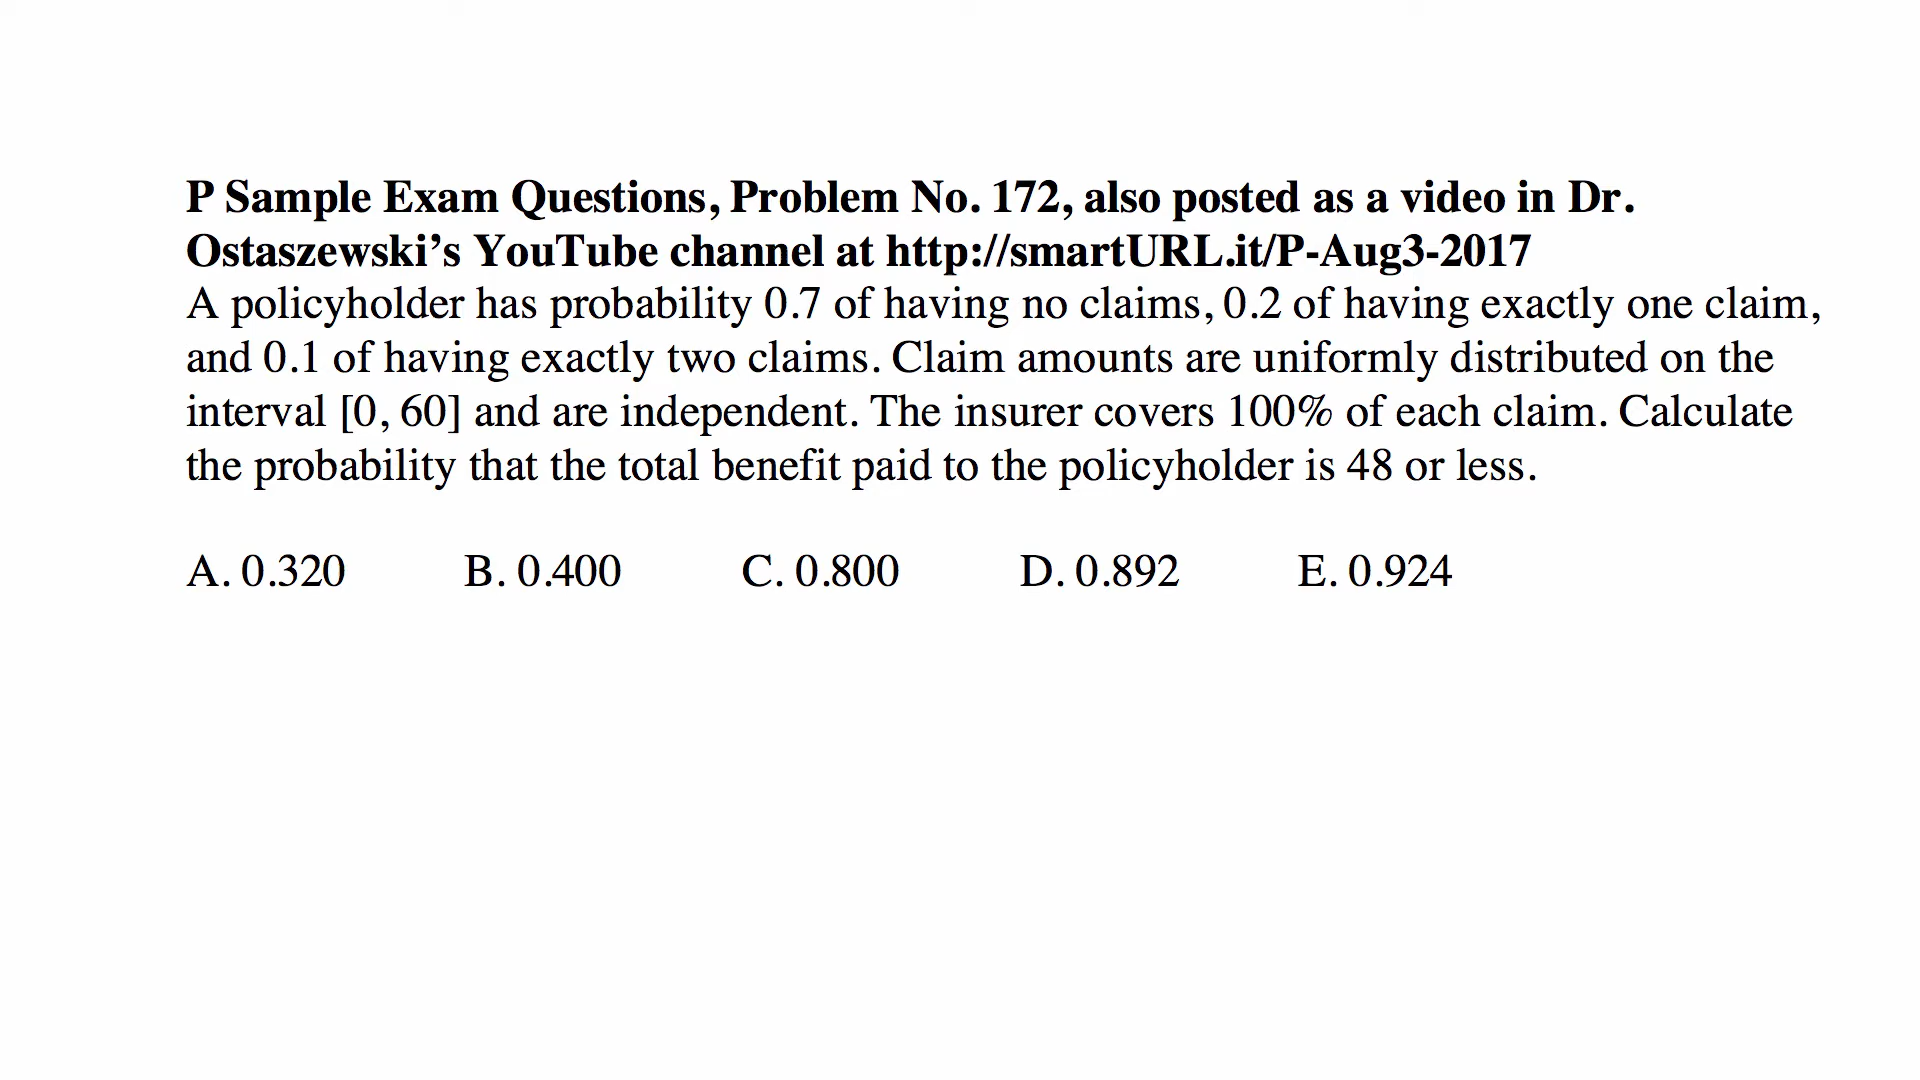 P Sample Exam Questions, Problem No. 172, also posted as a video in Dr.
Ostaszewski’s YouTube channel at http://smartURL.it/P-Aug3-2017
A policyholder has probability 0.7 of having no claims, 0.2 of having exactly one claim,
and 0.1 of having exactly two claims. Claim amounts are uniformly distributed on the
interval [0, 60] and are independent. The insurer covers 100% of each claim. Calculate
the probability that the total benefit paid to the policyholder is 48 or less.
A. 0.320 B. 0.400 C. 0.800 D. 0.892 E. 0.924